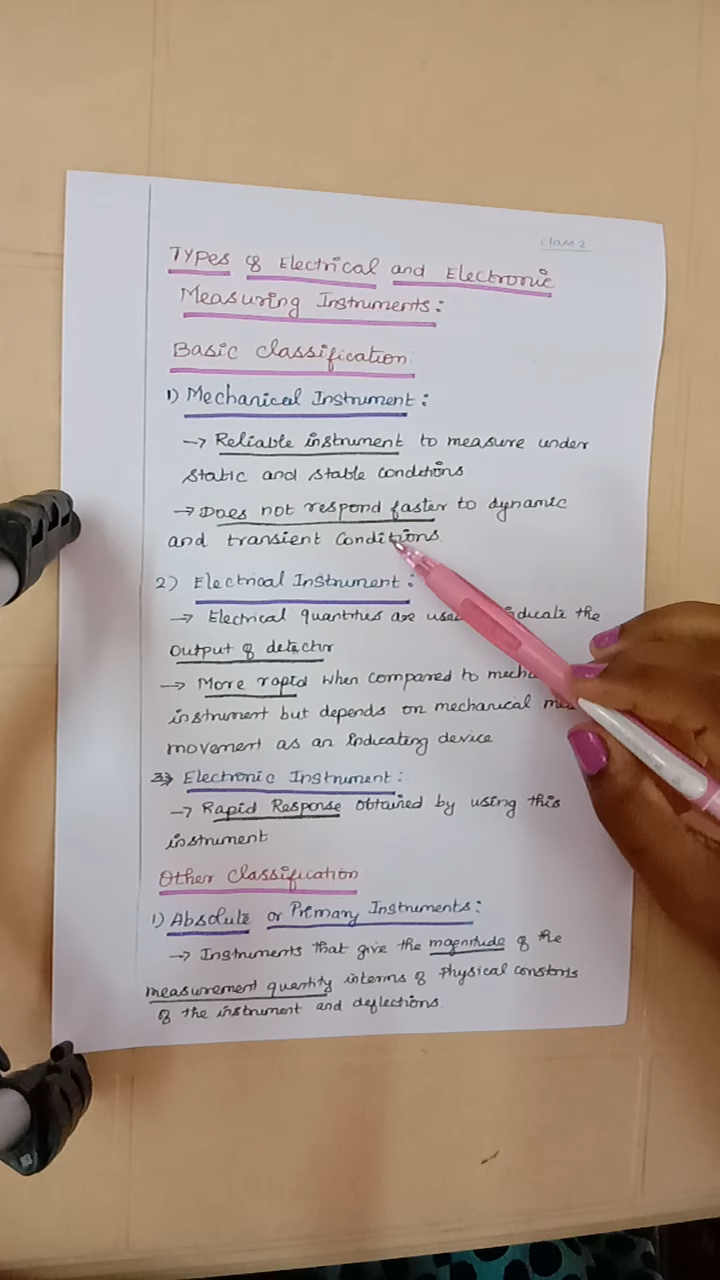 Class 2
Types of Electrical and Electronic
Measuring Instruments:
Basic Classification
1) Mechanical Instrument:
→ Reliable instrument to measure under
static and stable conditions
→ Does not respond faster to dynamic
and transient conditions.
2) Electrical Instrument:
→ Electrical quantities are the
output of detector
→ More rapid when compared to
instrument but depends on mechanical
movement as an indicating device
3) Electronic Instrument:
→ Rapid Response obtained by using this
instrument
Other Classification
1) Absolute or Primary Instruments:
→ Instruments that give the magnitude of the
measurement quantity interms of physical constants
of the instrument and deflections.